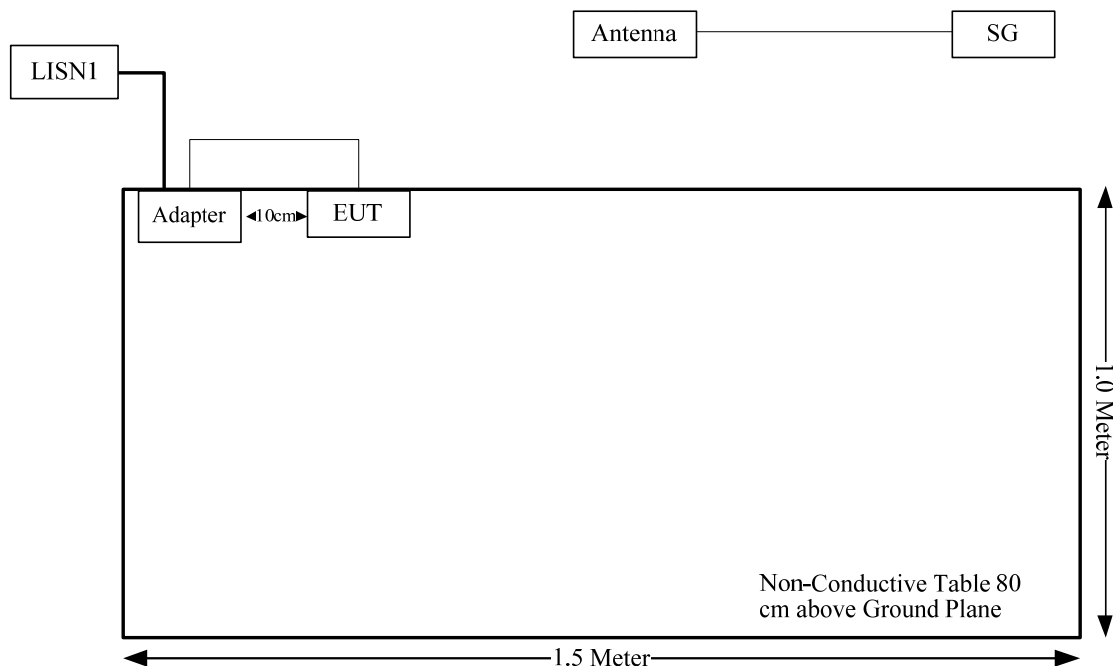 Antenna
SG
LISN1
Adapter
10cm
EUT
1.0 Meter
Non-Conductive Table 80
cm above Ground Plane
1.5 Meter